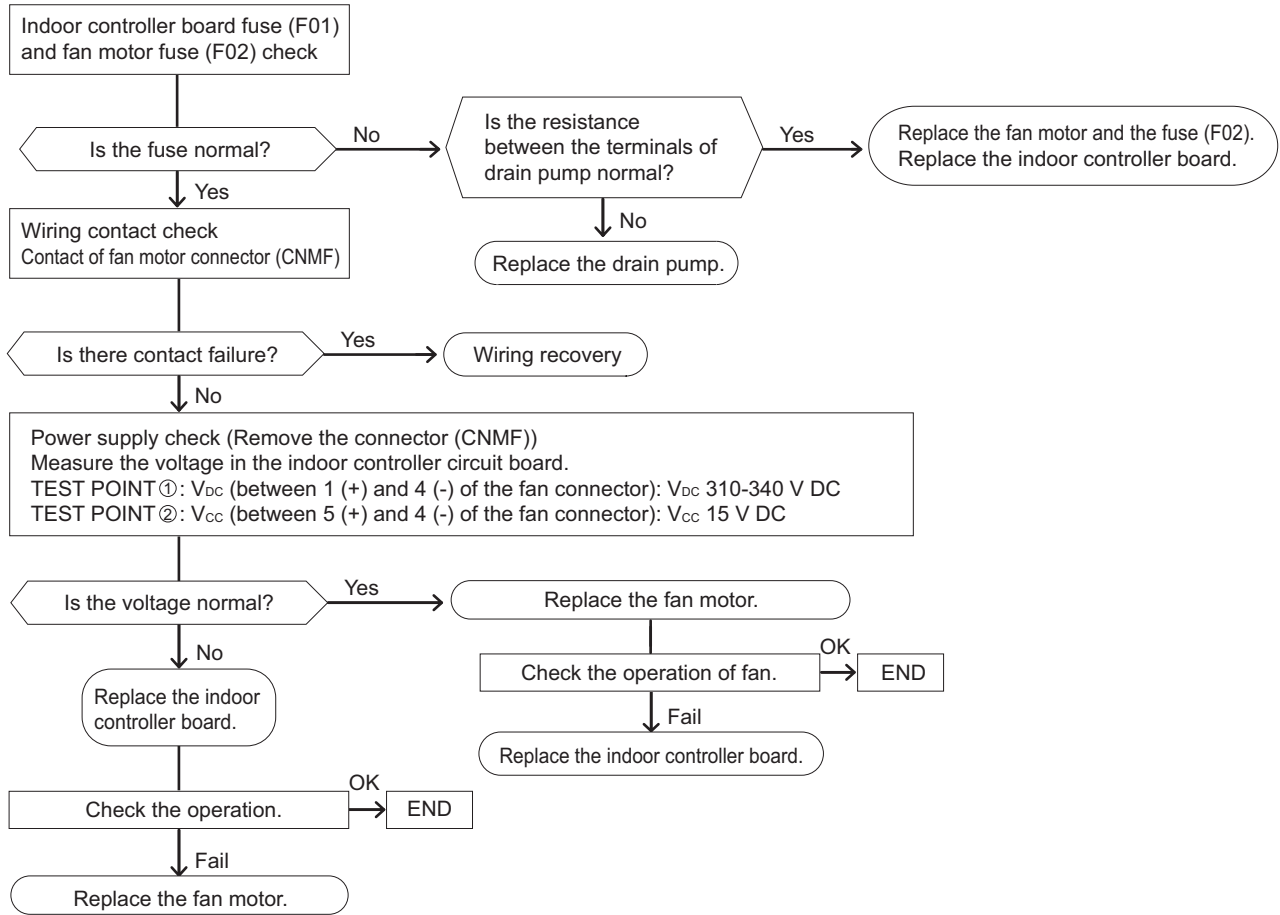 Indoor controller board fuse (F01)
and fan motor fuse (F02) check
Is the fuse normal?
No
Is the resistance
between the terminals of
drain pump normal?
Yes
Replace the fan motor and the fuse (F02).
Replace the indoor controller board.
No
Replace the drain pump.
Yes
Wiring contact check
Contact of fan motor connector (CNMF)
Is there contact failure?
Yes
Wiring recovery
No
Power supply check (Remove the connector (CNMF))
Measure the voltage in the indoor controller circuit board.
TEST POINT①: VDC (between 1 (+) and 4 (-) of the fan connector): VDC 310-340 V DC
TEST POINT②: VCC (between 5 (+) and 4 (-) of the fan connector): VCC 15 V DC
Is the voltage normal?
Yes
Replace the fan motor.
Check the operation of fan.
OK
END
Fail
Replace the indoor controller board.
No
Replace the indoor
controller board.
Check the operation.
OK
END
Fail
Replace the fan motor.